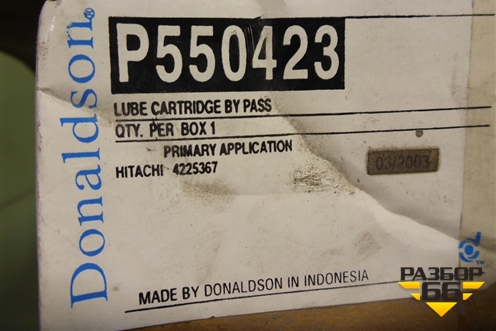 Donaldson®
P550423
LUBE CARTRIDGE BY PASS
QTY. PER BOX 1
PRIMARY APPLICATION
HITACHI 4225367
03/2003
MADE BY DONALDSON IN INDONESIA
d™
РАЗБОР
66